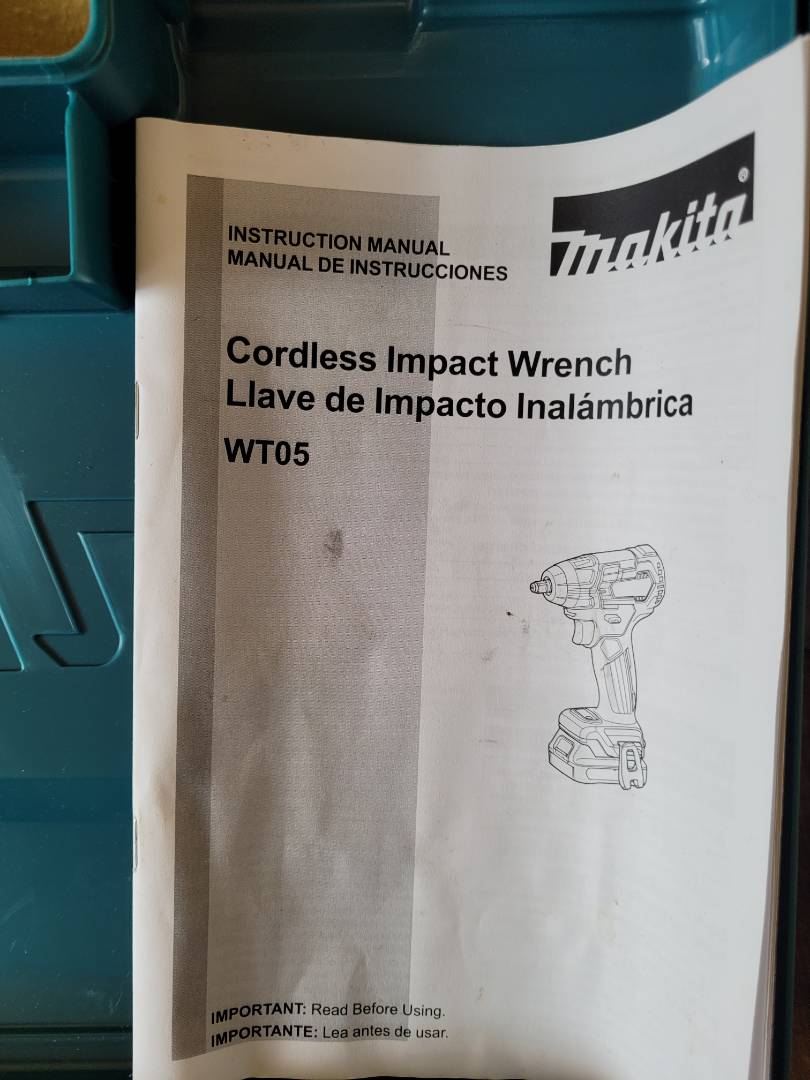 makita®
INSTRUCTION MANUAL
MANUAL DE INSTRUCCIONES
Cordless Impact Wrench
Llave de Impacto Inalámbrica
WT05
IMPORTANT: Read Before Using.
IMPORTANTE: Lea antes de usar.